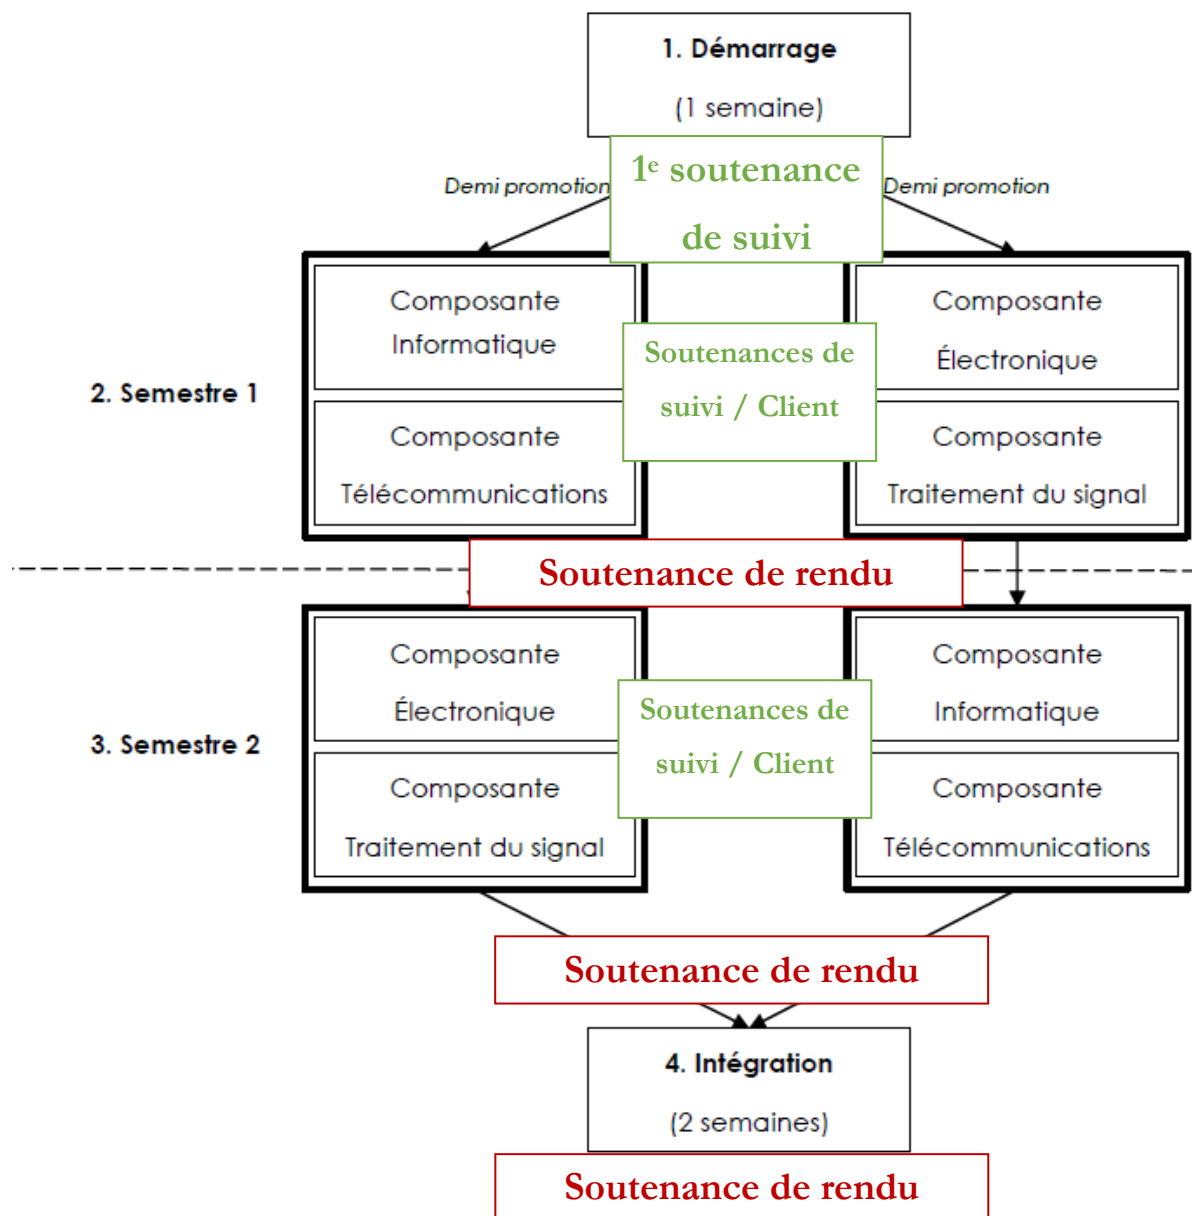 1. Démarrage
(1 semaine)
1e soutenance
de suivi
Demi promotion
Demi promotion
Composante
Informatique
Composante
Télécommunications
2. Semestre 1
Soutenances de
suivi / Client
Composante
Électronique
Composante
Traitement du signal
Soutenance de rendu
Composante
Électronique
Composante
Traitement du signal
3. Semestre 2
Soutenances de
suivi / Client
Composante
Informatique
Composante
Télécommunications
Soutenance de rendu
4. Intégration
(2 semaines)
Soutenance de rendu